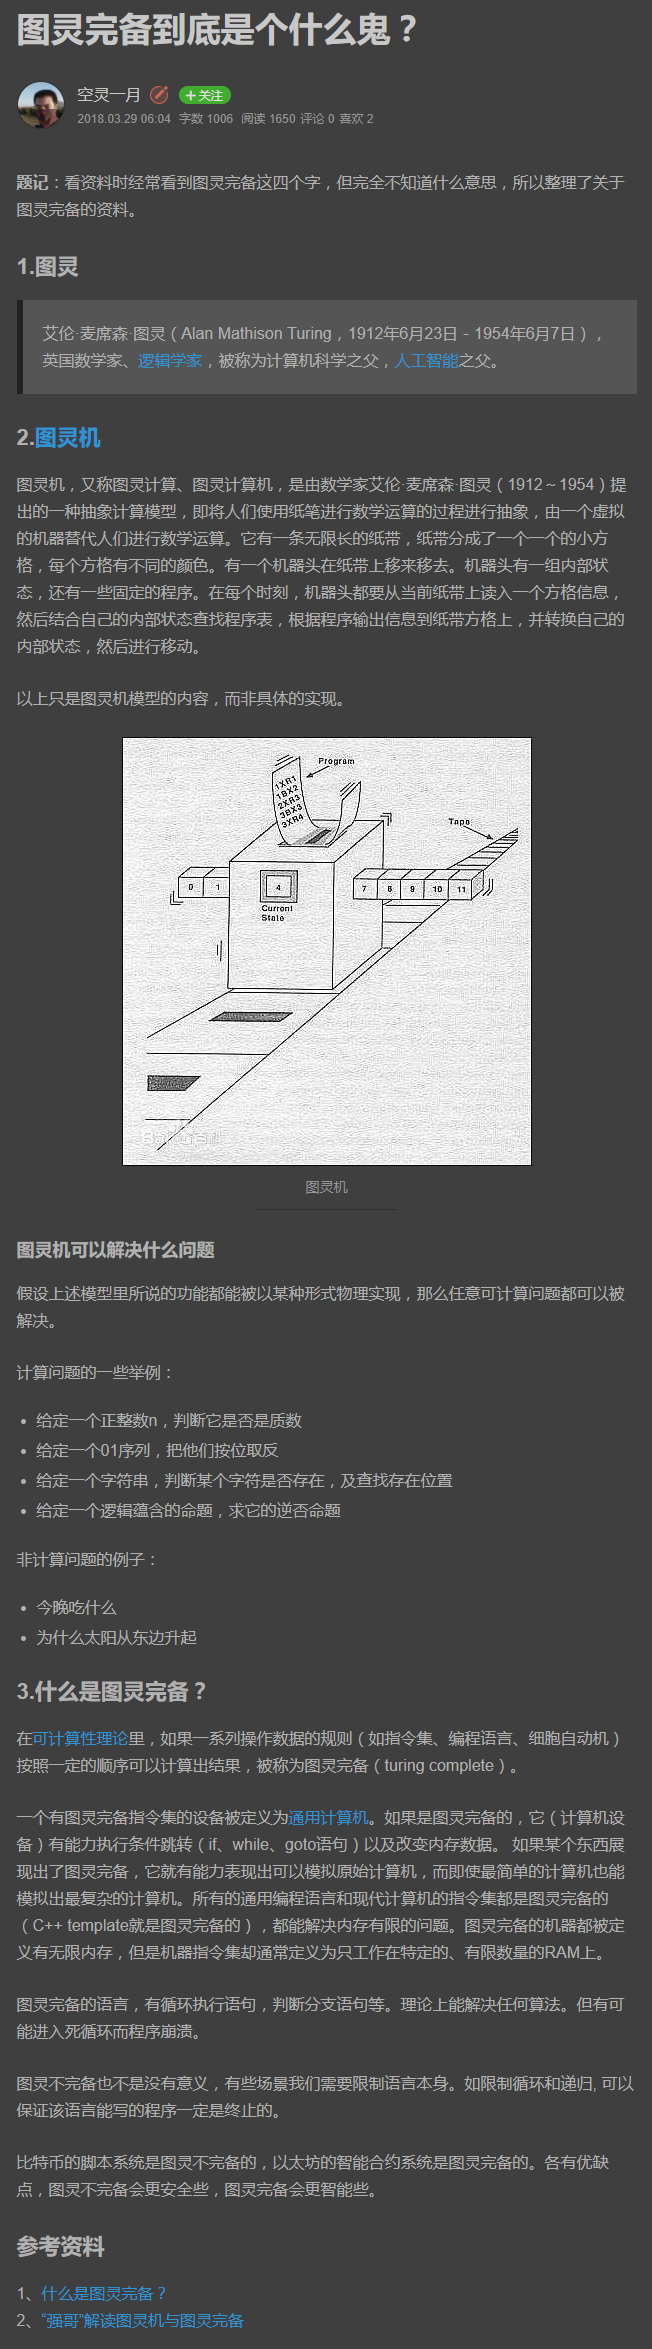 图灵完备到底是个什么鬼？
空灵一月
+关注
2018.03.29 06:04 字数 1006 阅读 1650 评论 0 喜欢 2
题记：看资料时经常看到图灵完备这四个字，但完全不知道什么意思，所以整理了关于
图灵完备的资料。
1.图灵
艾伦·麦席森·图灵（Alan Mathison Turing，1912年6月23日 - 1954年6月7日），
英国数学家、逻辑学家，被称为计算机科学之父，人工智能之父。
2.图灵机
图灵机，又称图灵计算、图灵计算机，是由数学家艾伦·麦席森·图灵（1912～1954）提
出的一种抽象计算模型，即将人们使用纸笔进行数学运算的过程进行抽象，由一个虚拟
的机器替代人们进行数学运算。它有一条无限长的纸带，纸带分成了一个一个的小方
格，每个方格有不同的颜色。有一个机器头在纸带上移来移去。机器头有一组内部状
态，还有一些固定的程序。在每个时刻，机器头都要从当前纸带上读入一个方格信息，
然后结合自己的内部状态查找程序表，根据程序输出信息到纸带方格上，并转换自己的
内部状态，然后进行移动。
以上只是图灵机模型的内容，而非具体的实现。
Program
1XR1
1BX2
2XR3
3BX3
3XR4
Tape
0 1 4 7 8 9 10 11
Current
State
图灵机
图灵机可以解决什么问题
假设上述模型里所说的功能都能被以某种形式物理实现，那么任意可计算问题都可以被
解决。
计算问题的一些举例：
• 给定一个正整数n，判断它是否是质数
• 给定一个01序列，把他们按位取反
• 给定一个字符串，判断某个字符是否存在，及查找存在位置
• 给定一个逻辑蕴含的命题，求它的逆否命题
非计算问题的例子：
• 今晚吃什么
• 为什么太阳从东边升起
3.什么是图灵完备？
在可计算性理论里，如果一系列操作数据的规则（如指令集、编程语言、细胞自动机）
按照一定的顺序可以计算出结果，被称为图灵完备（turing complete）。
一个有图灵完备指令集的设备被定义为通用计算机。如果是图灵完备的，它（计算机设
备）有能力执行条件跳转（if、while、goto语句）以及改变内存数据。 如果某个东西展
现出了图灵完备，它就有能力表现出可以模拟原始计算机，而即使最简单的计算机也能
模拟出最复杂的计算机。所有的通用编程语言和现代计算机的指令集都是图灵完备的
（C++ template就是图灵完备的），都能解决内存有限的问题。图灵完备的机器都被定
义有无限内存，但是机器指令集却通常定义为只工作在特定的、有限数量的RAM上。
图灵完备的语言，有循环执行语句，判断分支语句等。理论上能解决任何算法。但有可
能进入死循环而程序崩溃。
图灵不完备也不是没有意义，有些场景我们需要限制语言本身。如限制循环和递归, 可以
保证该语言能写的程序一定是终止的。
比特币的脚本系统是图灵不完备的，以太坊的智能合约系统是图灵完备的。各有优缺
点，图灵不完备会更安全些，图灵完备会更智能些。
参考资料
1、什么是图灵完备？
2、“强哥”解读图灵机与图灵完备